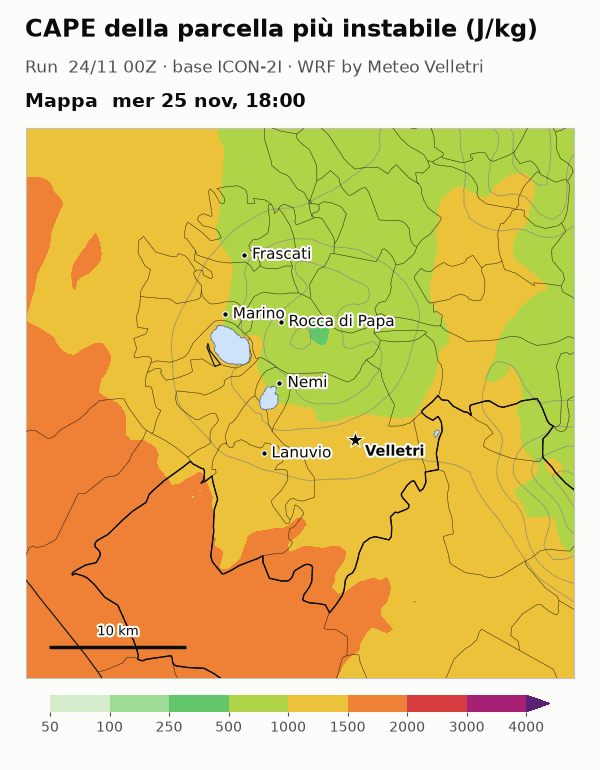 CAPE della parcella più instabile (J/kg)
Run  24/11 00Z · base ICON-2I · WRF by Meteo Velletri
Mappa  mer 25 nov, 18:00
Frascati
Marino
Rocca di Papa
Nemi
Velletri
Lanuvio
10 km
50 100 250 500 1000 1500 2000 3000 4000